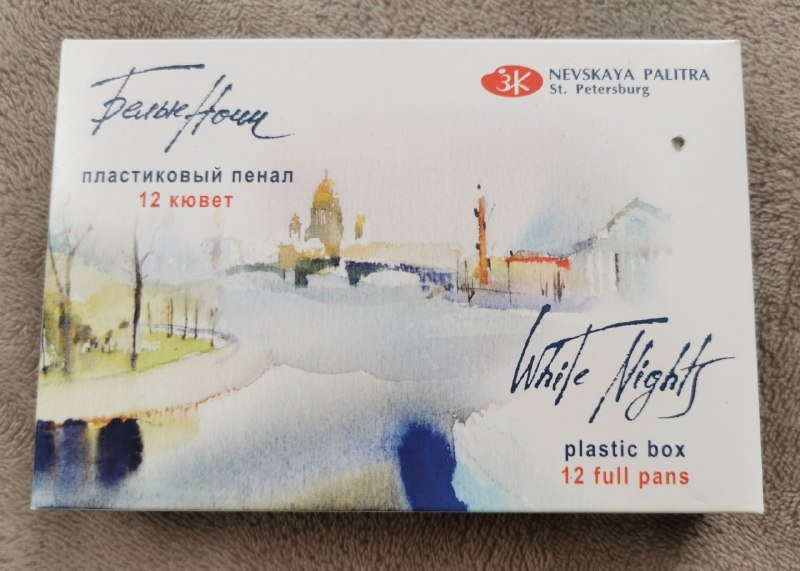 Белые Ночи
пластиковый пенал
12 кювет
ЗК
NEVSKAYA PALITRA
St. Petersburg
White Nights
plastic box
12 full pans